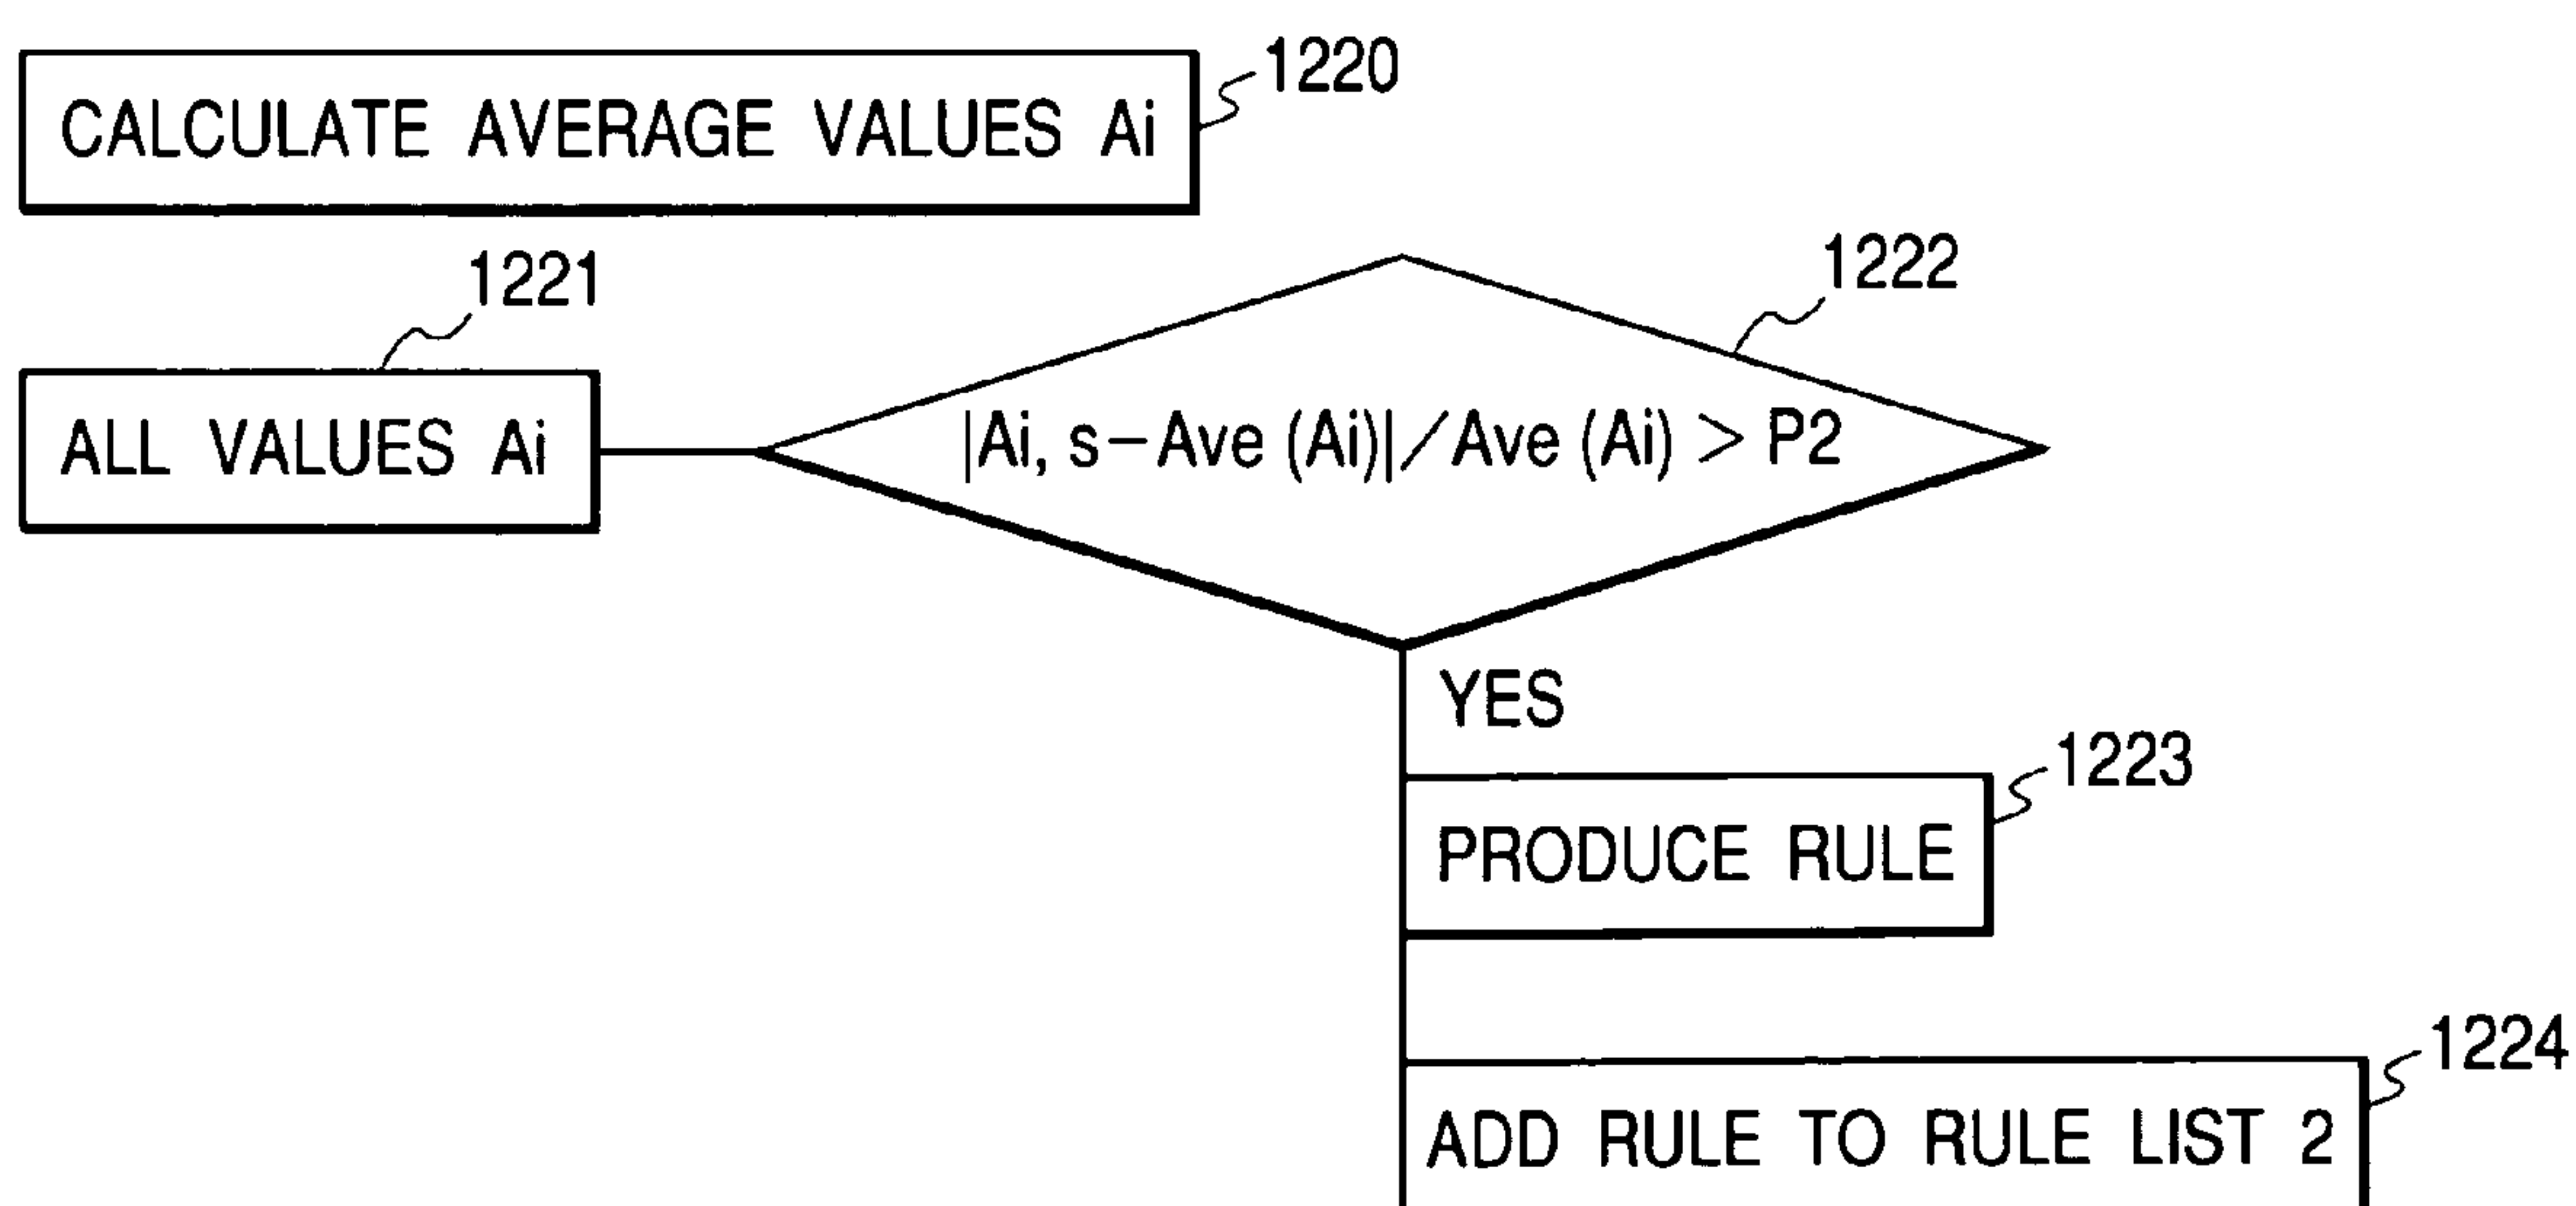 1220
CALCULATE AVERAGE VALUES Ai
1221
1222
ALL VALUES Ai
|Ai, s-Ave (Ai)|/Ave (Ai) > P2
YES
1223
PRODUCE RULE
1224
ADD RULE TO RULE LIST 2